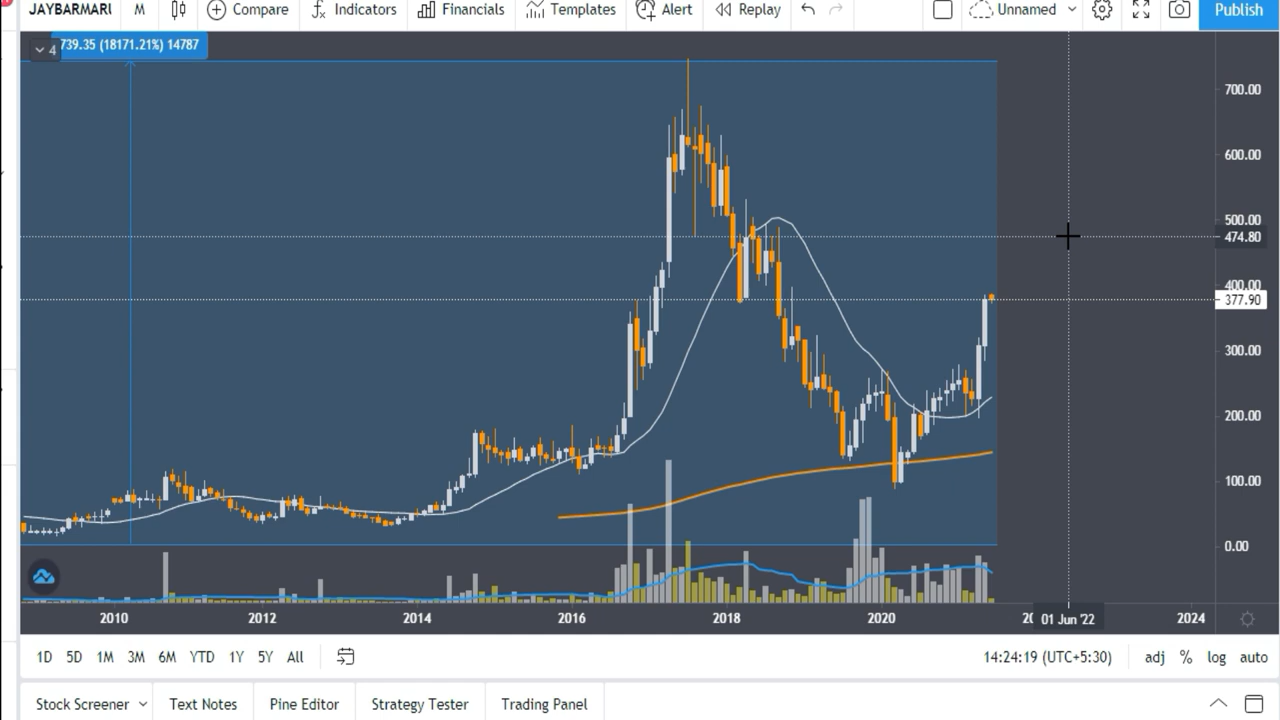 JAYBARMARI M Compare Indicators Financials Templates Alert Replay Unnamed Publish
4 739.35 (18171.21%) 14787
700.00
600.00
500.00
474.80
400.00
377.90
300.00
200.00
100.00
0.00
2010 2012 2014 2016 2018 2020 01 Jun '22 2024
1D 5D 1M 3M 6M YTD 1Y 5Y All 14:24:19 (UTC+5:30) adj % log auto
Stock Screener Text Notes Pine Editor Strategy Tester Trading Panel